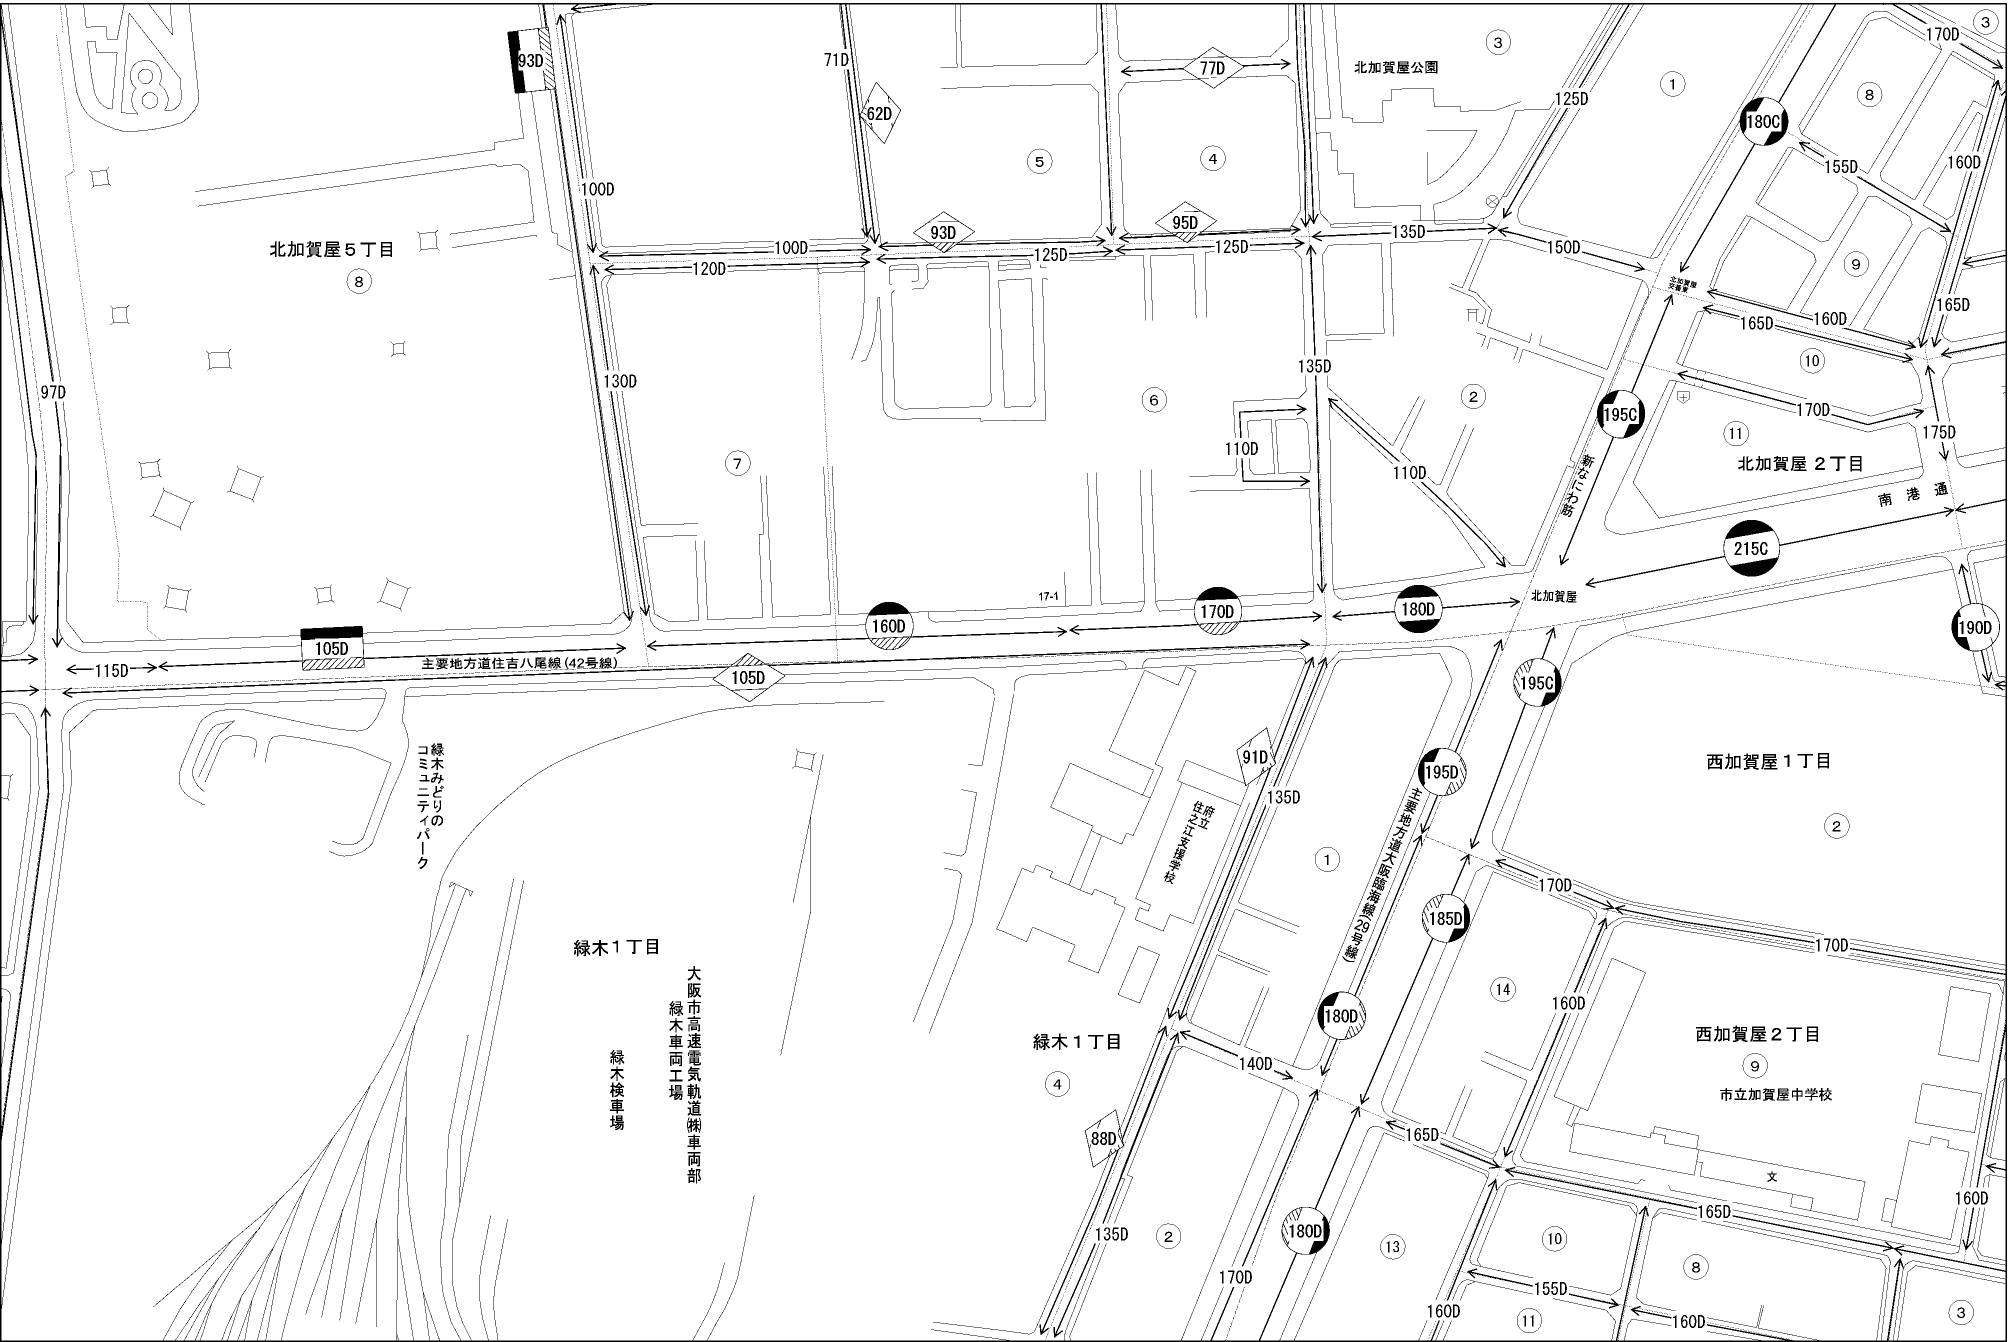 170D
3
93D
71D
77D
北加賀屋公園
3
125D
1
8
62D
180C
8
5
4
160D
155D
100D
北加賀屋5丁目
8
93D
95D
135D
100D
125D
125D
150D
120D
9
北加賀屋
交番東
165D
160D
165D
135D
10
97D
130D
6
2
195C
170D
11
175D
110D
7
110D
北加賀屋2丁目
新なにわ筋
南港通
215C
17-1
160D
170D
180D
北加賀屋
190D
105D
主要地方道住吉八尾線(42号線)
115D
105D
195C
91D
195D
西加賀屋1丁目
緑木みどりの
コミュニティパーク
135D
府立
住之江支援学校
主要地方道大阪臨海線(29号線)
2
1
170D
185D
170D
緑木1丁目
大阪市高速電気軌道㈱車両部
緑木車両工場
緑木検車場
14
160D
180D
緑木1丁目
4
140D
西加賀屋2丁目
9
市立加賀屋中学校
88D
165D
文
135D
2
180D
13
10
165D
160D
170D
155D
8
160D
11
160D
3